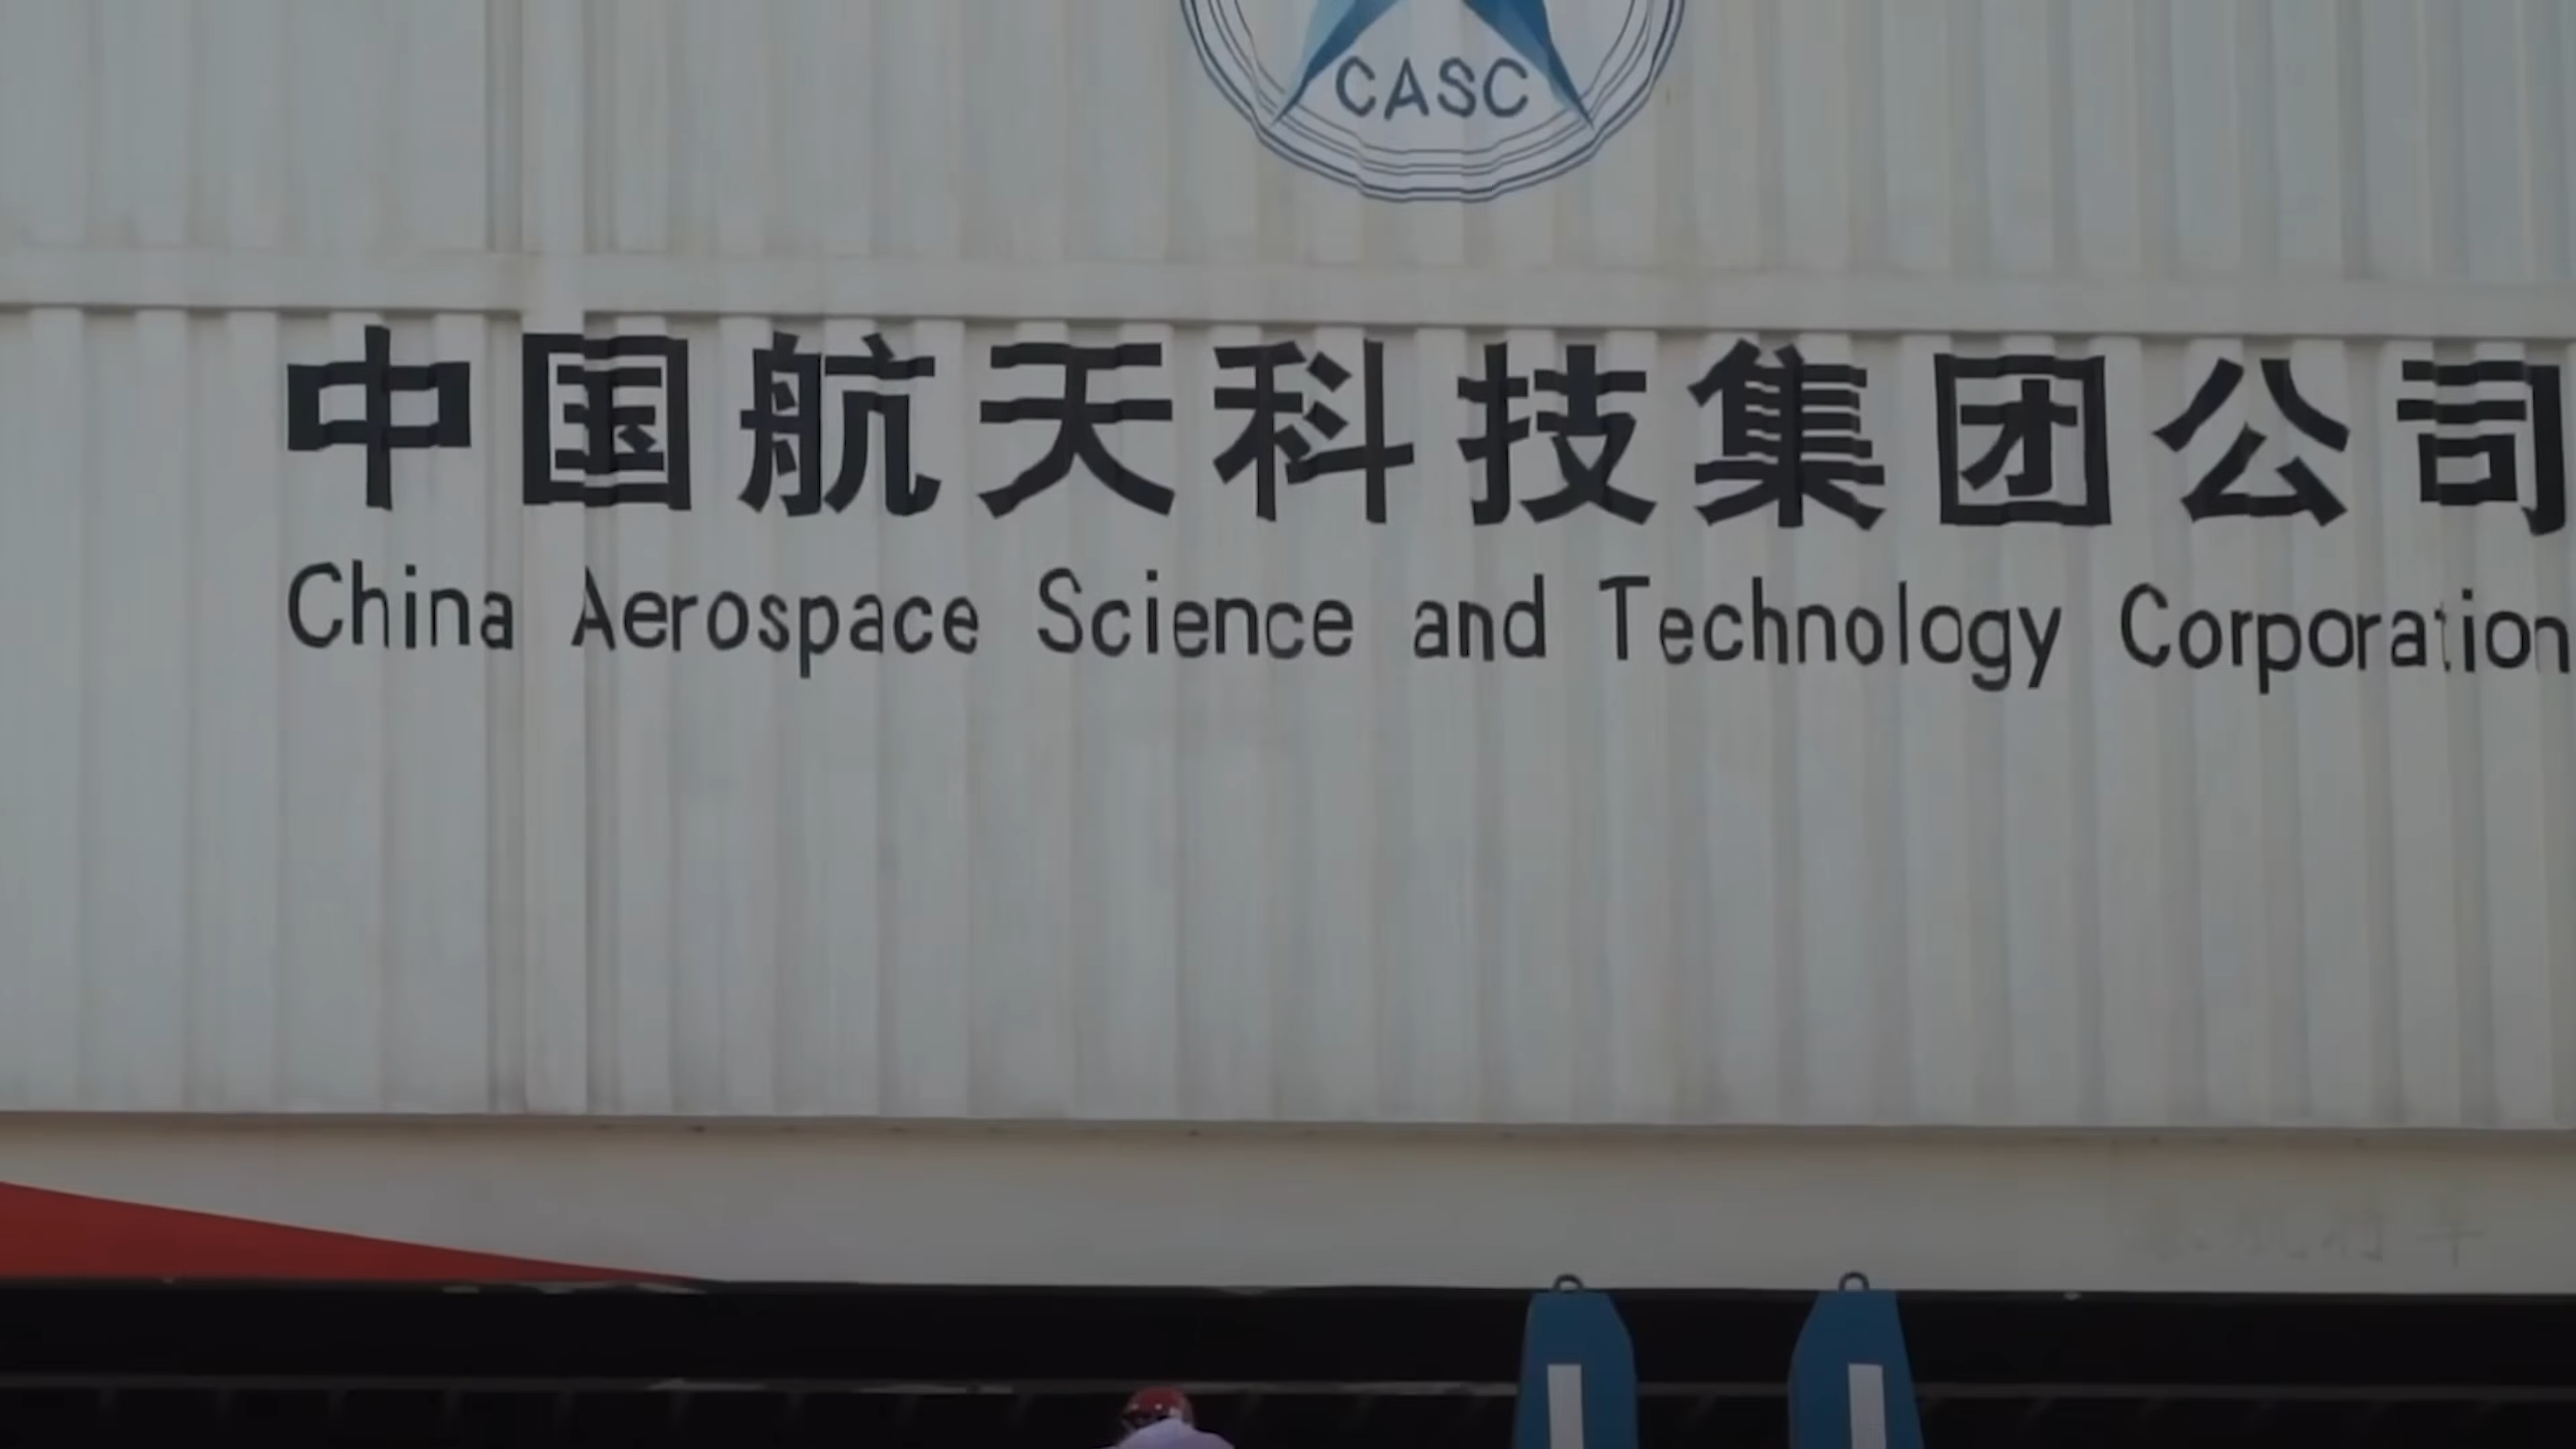 CASC
中国航天科技集团公司
China Aerospace Science and Technology Corporation